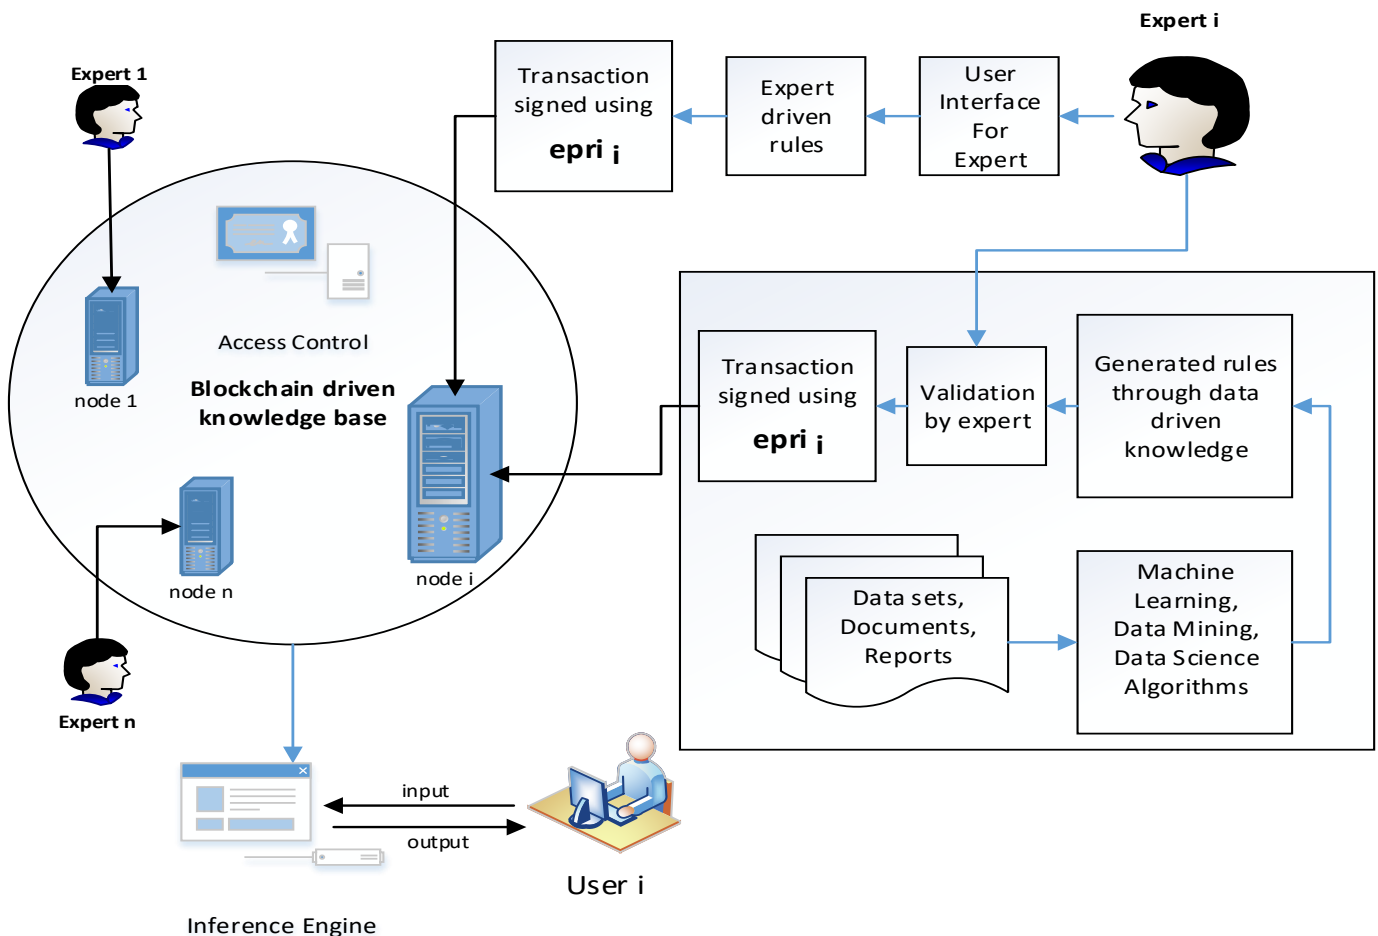 Expert i
Expert 1
Transaction
signed using
epri i
Expert
driven
rules
User
Interface
For
Expert
Access Control
Blockchain driven
knowledge base
node 1
node n
node i
Expert n
Transaction
signed using
epri i
Validation
by expert
Generated rules
through data
driven
knowledge
Data sets,
Documents,
Reports
Machine
Learning,
Data Mining,
Data Science
Algorithms
input
output
User i
Inference Engine